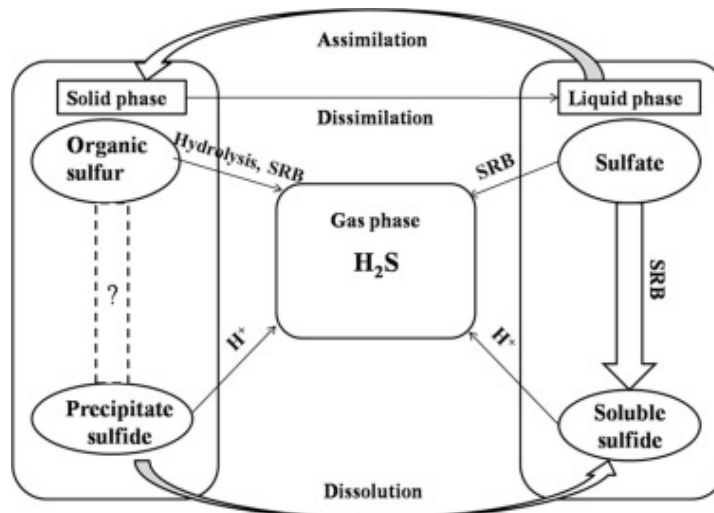 Assimilation
Solid phase
Liquid phase
Dissimilation
Organic
sulfur
Hydrolysis, SRB
SRB
Sulfate
Gas phase
H₂S
?
SRB
H⁺
H⁺
Precipitate
sulfide
Soluble
sulfide
Dissolution